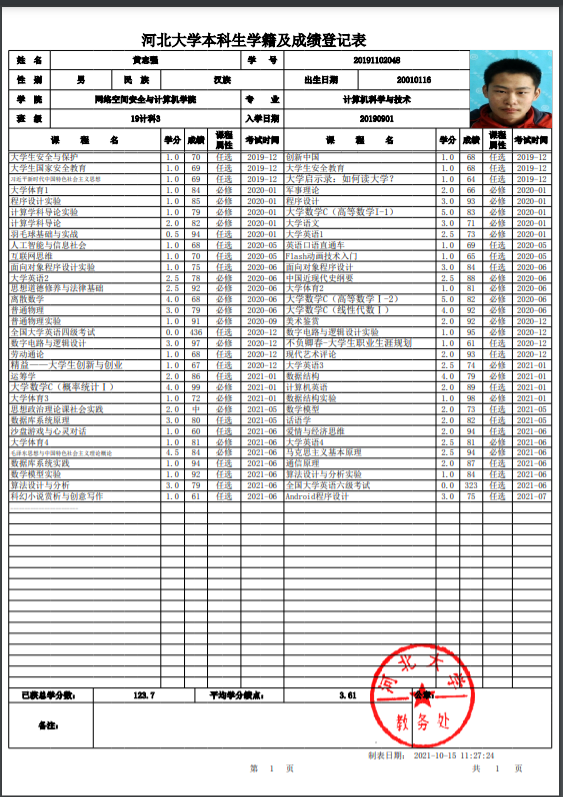 河北大学本科生学籍及成绩登记表
姓 名 黄志强 学 号 20191102048
性 别 男 民 族 汉族 出生日期 20010116
学 院 网络空间安全与计算机学院 专 业 计算机科学与技术
班 级 19计科3 入学日期 20190901
课 程 名 学分 成绩 课程属性 考试时间 课 程 名 学分 成绩 课程属性 考试时间
大学生安全与保护 1.0 70 任选 2019-12 创新中国 1.0 68 任选 2019-12
大学生国家安全教育 1.0 69 任选 2019-12 大学生安全教育 1.0 64 任选 2019-12
习近平新时代中国特色社会主义思想 1.0 69 任选 2019-12 大学启示录：如何读大学？ 1.0 68 任选 2019-12
大学体育1 1.0 84 必修 2020-01 军事理论 2.0 66 必修 2020-01
程序设计实验 1.0 85 必修 2020-01 程序设计 3.0 93 必修 2020-01
计算学科导论实验 1.0 79 必修 2020-01 大学数学C（高等数学I-1） 5.0 83 必修 2020-01
计算学科导论 2.0 82 必修 2020-01 大学语文 3.0 71 必修 2020-01
羽毛球基础与实战 0.5 94 任选 2020-01 大学英语1 2.5 73 必修 2020-01
人工智能与信息社会 1.0 68 任选 2020-05 英语口语直通车 1.0 69 任选 2020-05
互联网思维 1.0 70 任选 2020-05 Flash动画技术入门 1.0 65 任选 2020-05
面向对象程序设计实验 1.0 75 必修 2020-06 面向对象程序设计 3.0 84 必修 2020-06
大学英语2 2.5 78 必修 2020-06 中国近现代史纲要 2.5 88 必修 2020-06
思想道德修养与法律基础 2.5 92 必修 2020-06 大学体育2 1.0 81 必修 2020-06
离散数学 4.0 68 必修 2020-06 大学数学C（高等数学Ⅰ-2） 5.0 82 必修 2020-06
普通物理 3.0 79 必修 2020-06 大学数学C（线性代数Ⅰ） 4.0 92 必修 2020-06
普通物理实验 1.0 91 必修 2020-09 美术鉴赏 2.0 92 必修 2020-12
全国大学英语四级考试 0.0 436 任选 2020-12 数字电路与逻辑设计实验 1.0 95 必修 2020-12
数字电路与逻辑设计 3.0 97 必修 2020-12 不负卿春-大学生职业生涯规划 1.0 61 任选 2020-12
劳动通论 1.0 68 任选 2020-12 现代艺术评论 2.0 93 任选 2020-12
精益——大学生创新与创业 1.0 67 任选 2020-12 大学英语3 2.5 74 必修 2021-01
运筹学 2.0 86 任选 2021-01 数据结构 4.0 79 必修 2021-01
大学数学C（概率统计Ⅰ） 4.0 99 必修 2021-01 计算机英语 2.0 89 任选 2021-01
大学体育3 1.0 72 必修 2021-01 数据结构实验 1.0 98 必修 2021-01
思想政治理论课社会实践 2.0 中 必修 2021-05 数学模型 2.0 73 任选 2021-05
数据库系统原理 3.0 80 任选 2021-05 话语学 2.0 82 任选 2021-05
沙盘游戏与心灵对话 1.0 60 任选 2021-06 爱情与经济思维 2.0 94 任选 2021-06
大学体育4 1.0 81 必修 2021-06 大学英语4 2.5 81 必修 2021-06
毛泽东思想与中国特色社会主义理论概论 4.5 84 必修 2021-06 马克思主义基本原理 2.5 94 必修 2021-06
数据库系统实践 1.0 94 任选 2021-06 通信原理 2.0 87 任选 2021-06
数学模型实验 1.0 92 任选 2021-06 算法设计与分析实验 1.0 84 任选 2021-06
算法设计与分析 3.0 79 任选 2021-06 全国大学英语六级考试 0.0 323 任选 2021-06
科幻小说赏析与创意写作 1.0 61 任选 2021-06 Android程序设计 3.0 75 任选 2021-07
已获总学分数： 123.7 平均学分绩点： 3.61
备注：
河北大学
教务处
制表日期： 2021-10-15 11:27:24
第 1 页 共 1 页